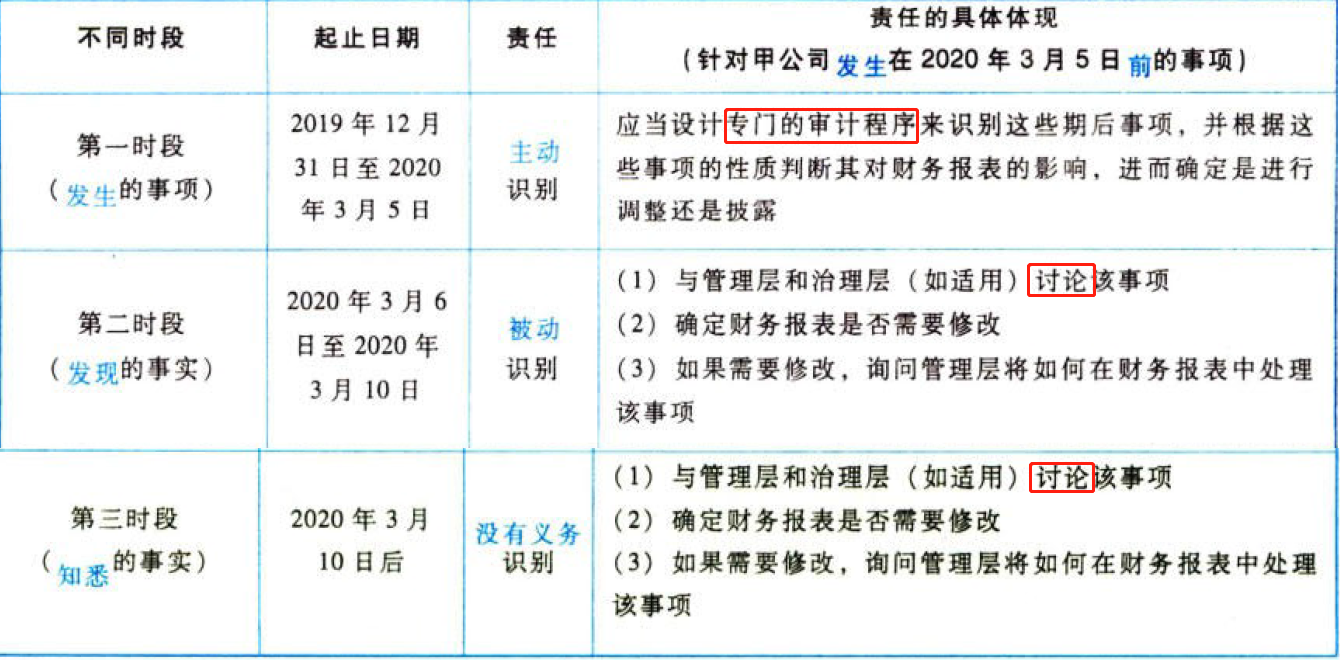 不同时段
起止日期
责任
责任的具体体现
(针对甲公司发生在 2020 年 3 月 5 日前的事项)
第一时段
(发生的事项)
2019 年 12 月
31 日至 2020
年 3 月 5 日
主动
识别
应当设计专门的审计程序来识别这些期后事项，并根据这
些事项的性质判断其对财务报表的影响，进而确定是进行
调整还是披露
第二时段
(发现的事实)
2020 年 3 月 6
日至 2020 年
3 月 10 日
被动
识别
(1) 与管理层和治理层 (如适用) 讨论该事项
(2) 确定财务报表是否需要修改
(3) 如果需要修改，询问管理层将如何在财务报表中处理
该事项
第三时段
(知悉的事实)
2020 年 3 月
10 日后
没有义务
识别
(1) 与管理层和治理层 (如适用) 讨论该事项
(2) 确定财务报表是否需要修改
(3) 如果需要修改，询问管理层将如何在财务报表中处理
该事项